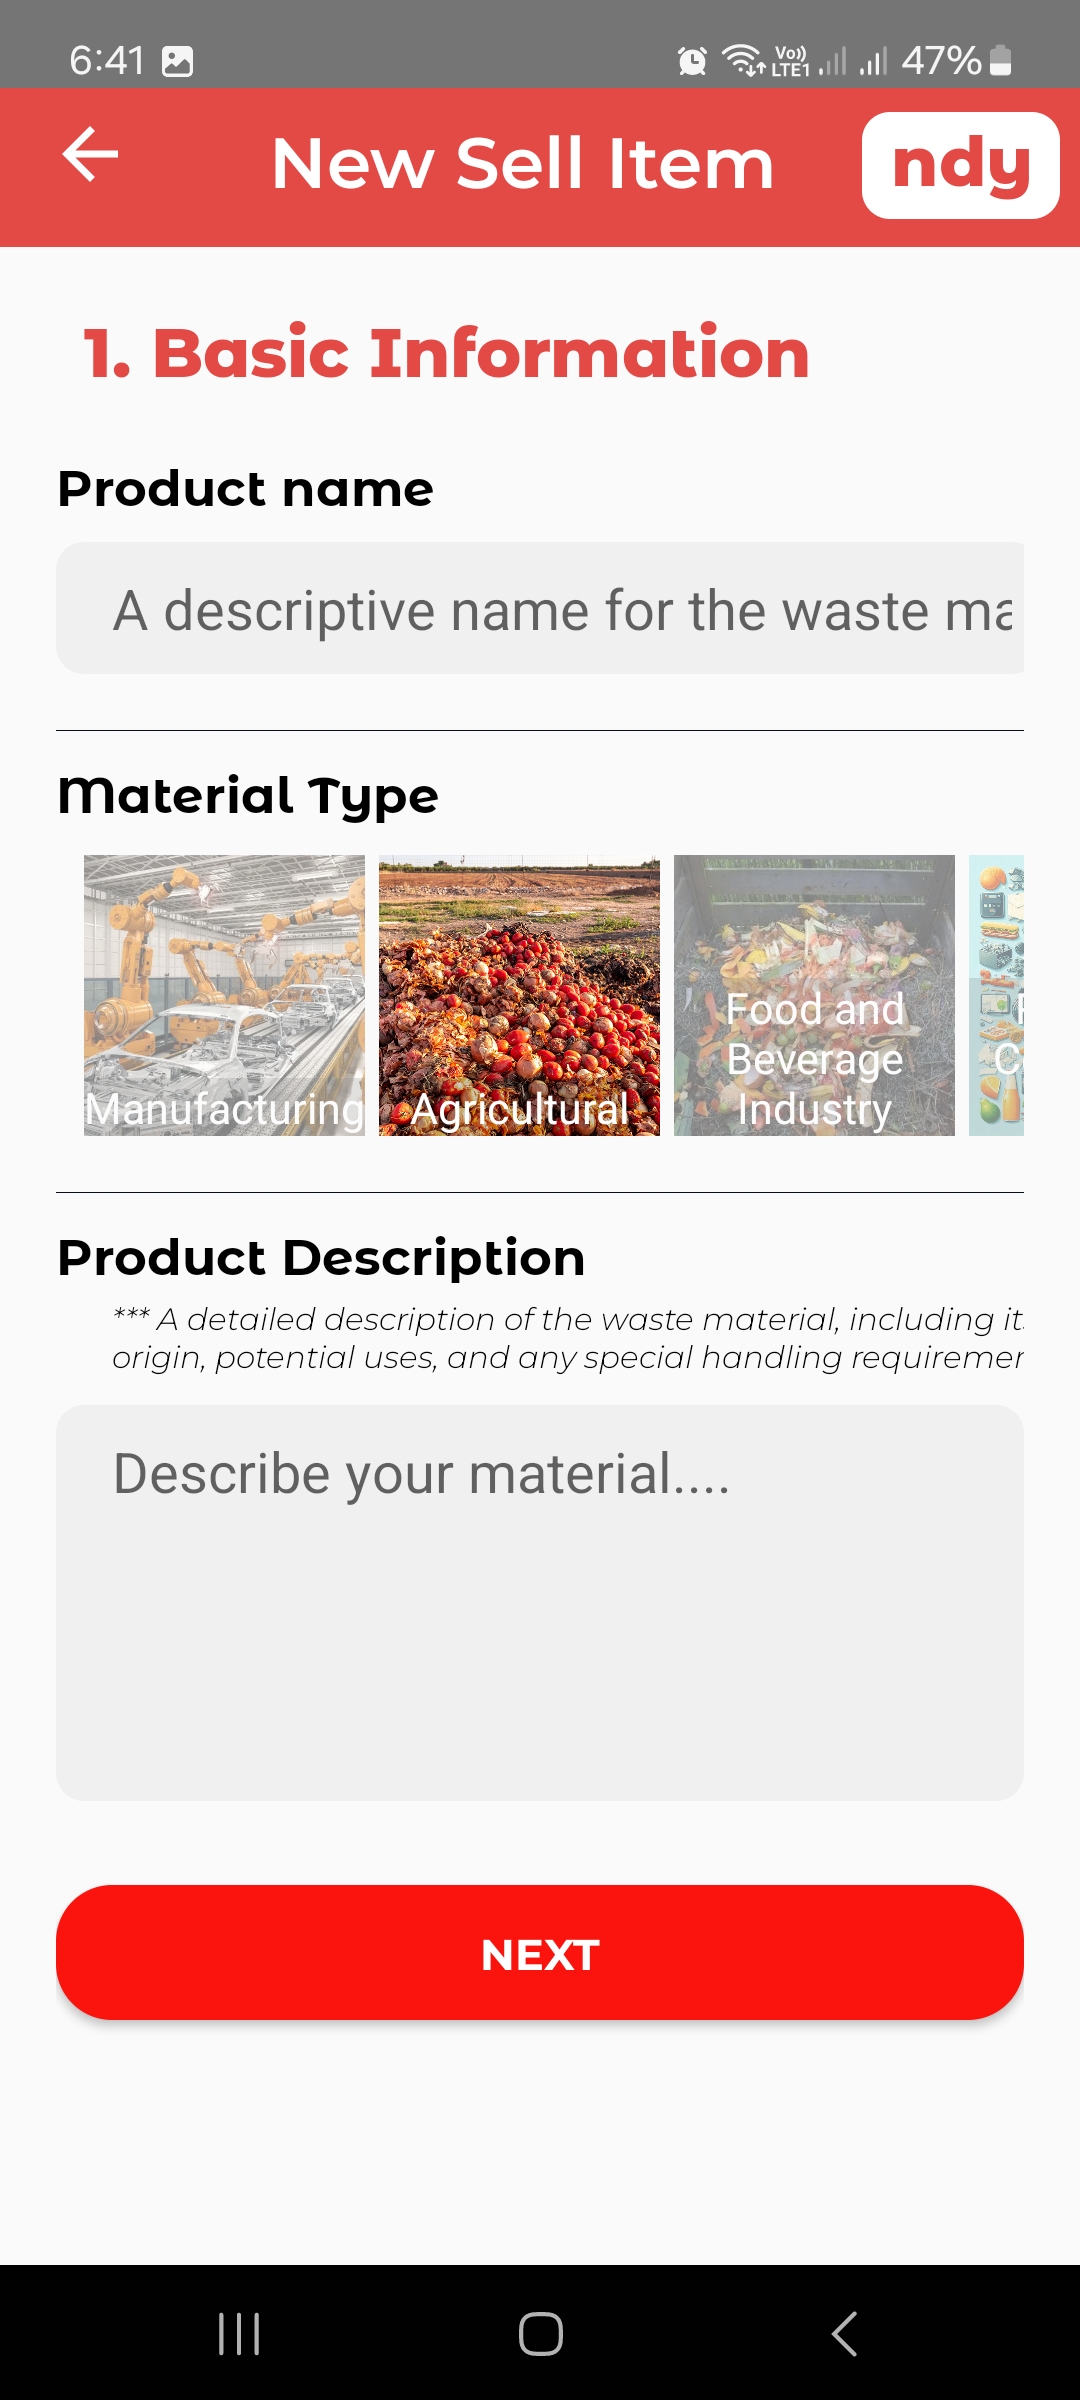 6:41
Vo)) LTE1 47%
New Sell Item
ndy
1. Basic Information
Product name
A descriptive name for the waste ma
Material Type
Manufacturing
Agricultural
Food and
Beverage
Industry
Product Description
*** A detailed description of the waste material, including it
origin, potential uses, and any special handling
Describe your material....
NEXT